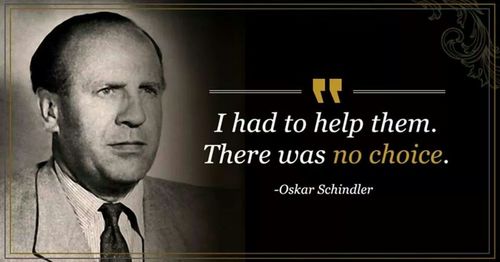 I had to help them.
There was no choice.
-Oskar Schindler